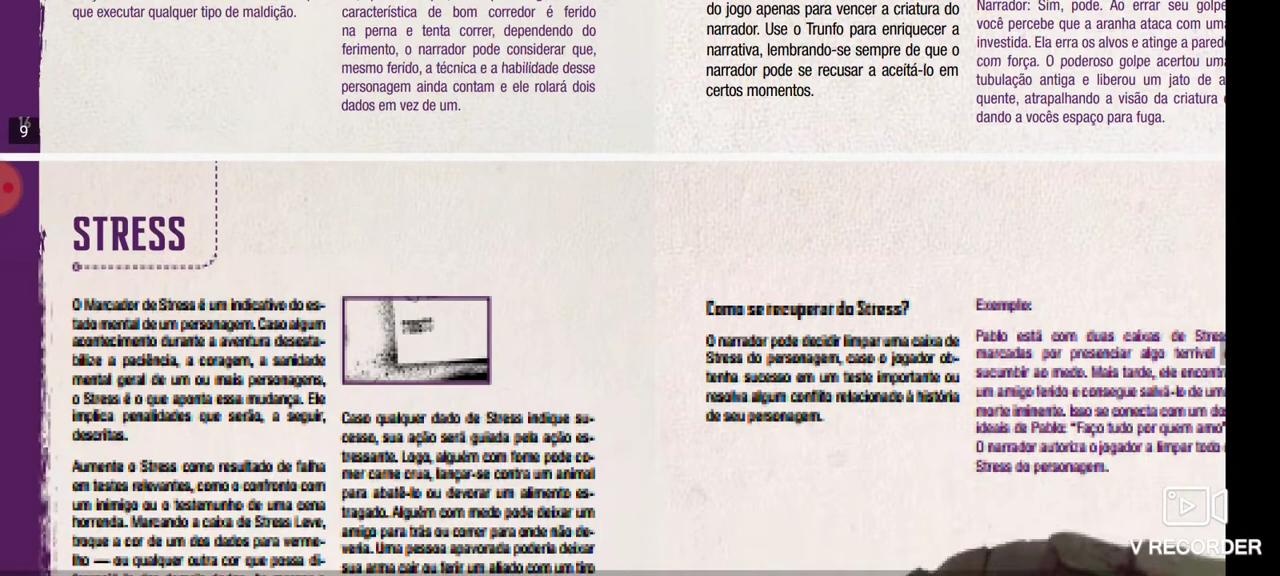 que executar qualquer tipo de maldição.
característica de bom corredor é ferido
na perna e tenta correr, dependendo do
ferimento, o narrador pode considerar que,
mesmo ferido, a técnica e a habilidade desse
personagem ainda contam e ele rolará dois
dados em vez de um.
do jogo apenas para vencer a criatura do
narrador. Use o Trunfo para enriquecer a
narrativa, lembrando-se sempre de que o
narrador pode se recusar a aceitá-lo em
certos momentos.
Narrador: Sim, pode. Ao errar seu golpe
você percebe que a aranha ataca com uma
investida. Ela erra os alvos e atinge a pared
com força. O poderoso golpe acertou uma
tubulação antiga e liberou um jato de a
quente, atrapalhando a visão da criatura
dando a vocês espaço para fuga.
9
STRESS
O Marcador de Stress é um indicativo do es-
tado mental de um personagem. Caso algum
acontecimento durante a aventura desesta-
bilize a paciência, a coragem, a sanidade
mental geral de um ou mais personagens,
o Stress é o que aponta essa mudança. Ele
implica penalidades que serão, a seguir,
descritas.
Aumente o Stress como resultado de falha
em testes relevantes, como o confronto com
um inimigo ou o testemunho de uma cena
horrenda. Marcando a caixa de Stress Leve,
troque a cor de um dos dados para verme-
lho — ou qualquer outra cor que possa di-
Caso qualquer dado de Stress indique su-
cesso, sua ação será guiada pela ação es-
tressante. Logo, alguém com fome pode co-
mer carne crua, lançar-se contra um animal
para abatê-lo ou devorar um alimento es-
tragado. Alguém com medo pode deixar um
amigo para trás ou correr para onde não de-
veria. Uma pessoa apavorada poderia deixar
sua arma cair ou ferir um aliado com um tiro
Como se recuperar do Stress?
O narrador pode decidir limpar uma caixa de
Stress do personagem, caso o jogador ob-
tenha sucesso em um teste importante ou
resolva algum conflito relacionado à história
de seu personagem.
Exemplo:
Pablo está com duas caixas de Stres
marcadas por presenciar algo terrível
sucumbir ao medo. Mais tarde, ele encontr
um amigo ferido e consegue salvá-lo de um
morte iminente. Isso se conecta com um dos
ideais de Pablo: "Faço tudo por quem amo"
O narrador autoriza o jogador a limpar todo
Stress do personagem.
V RECORDER